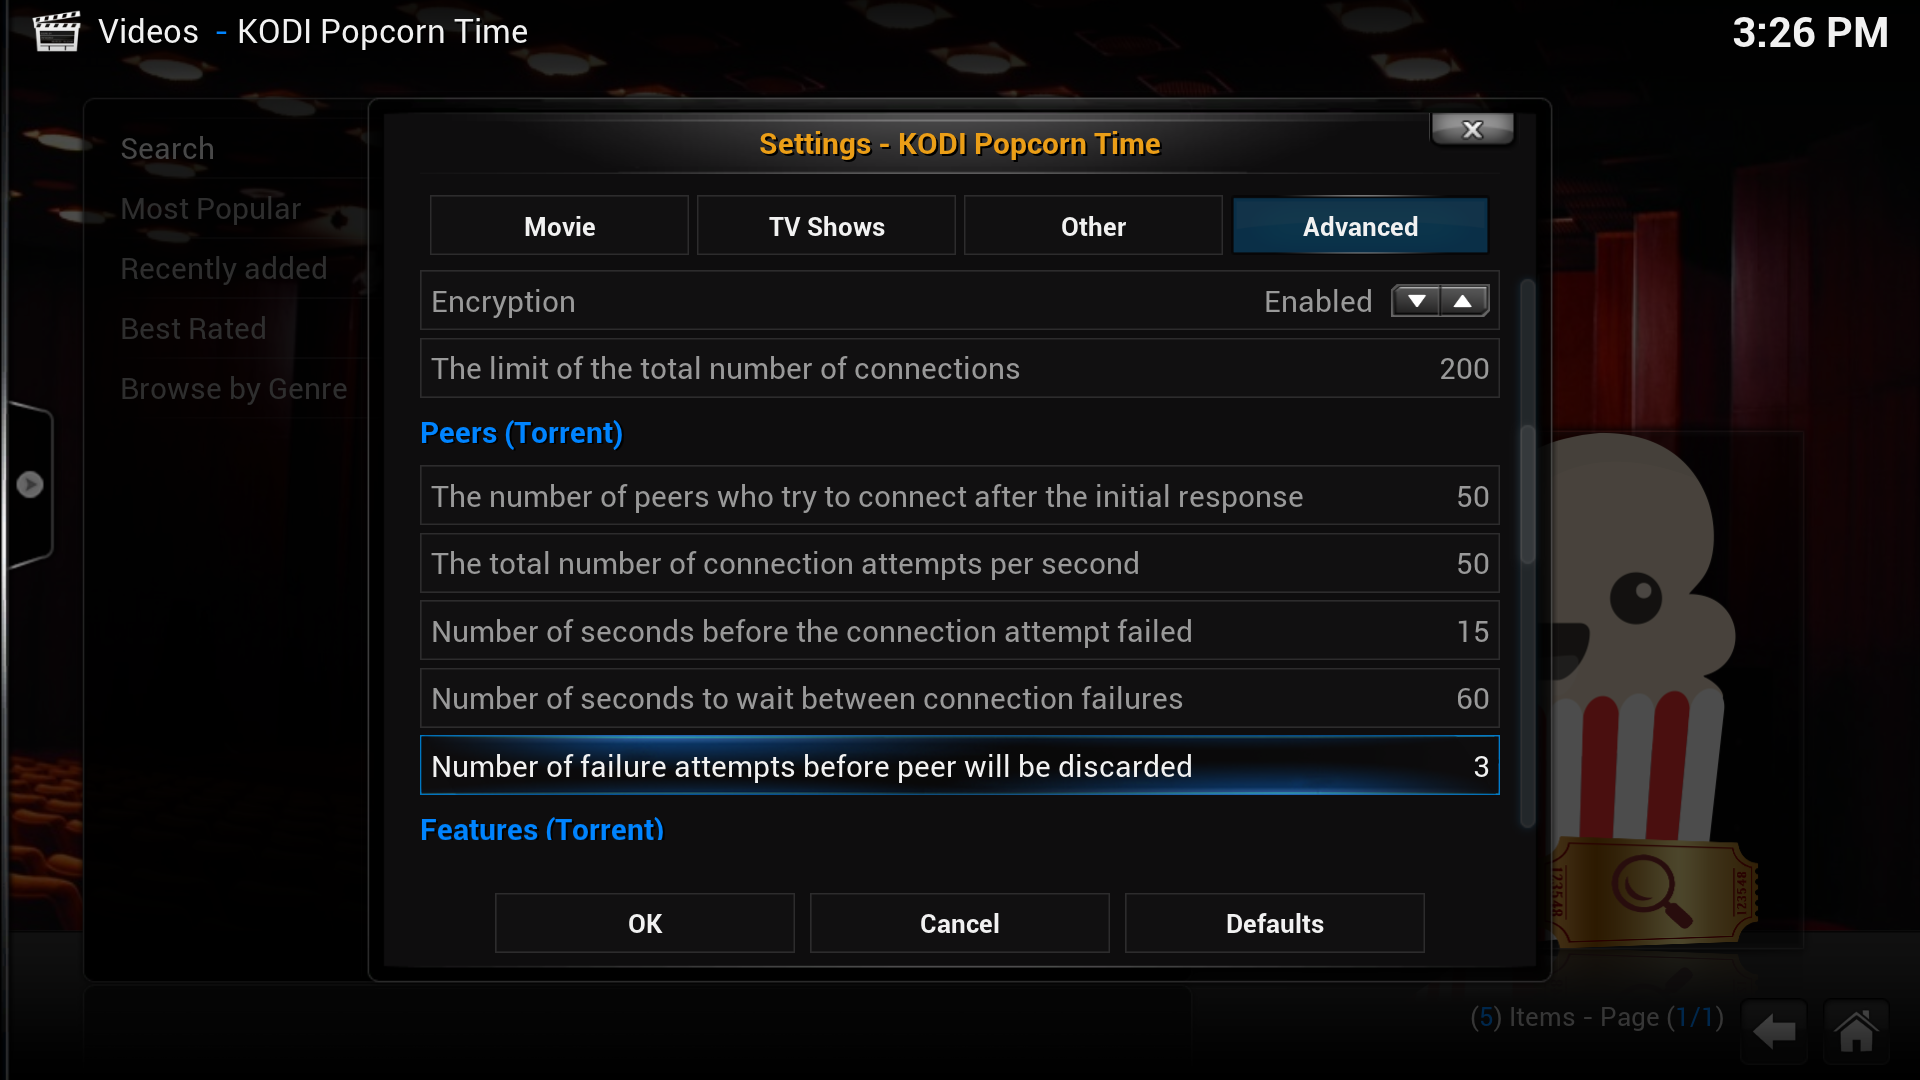 Videos - KODI Popcorn Time
3:26 PM
Search
Most Popular
Recently added
Best Rated
Browse by Genre
Settings - KODI Popcorn Time
X
Movie
TV Shows
Other
Advanced
Encryption Enabled
The limit of the total number of connections 200
Peers (Torrent)
The number of peers who try to connect after the initial response 50
The total number of connection attempts per second 50
Number of seconds before the connection attempt failed 15
Number of seconds to wait between connection failures 60
Number of failure attempts before peer will be discarded 3
Features (Torrent)
OK
Cancel
Defaults
123548
123548
(5) Items - Page (1/1)